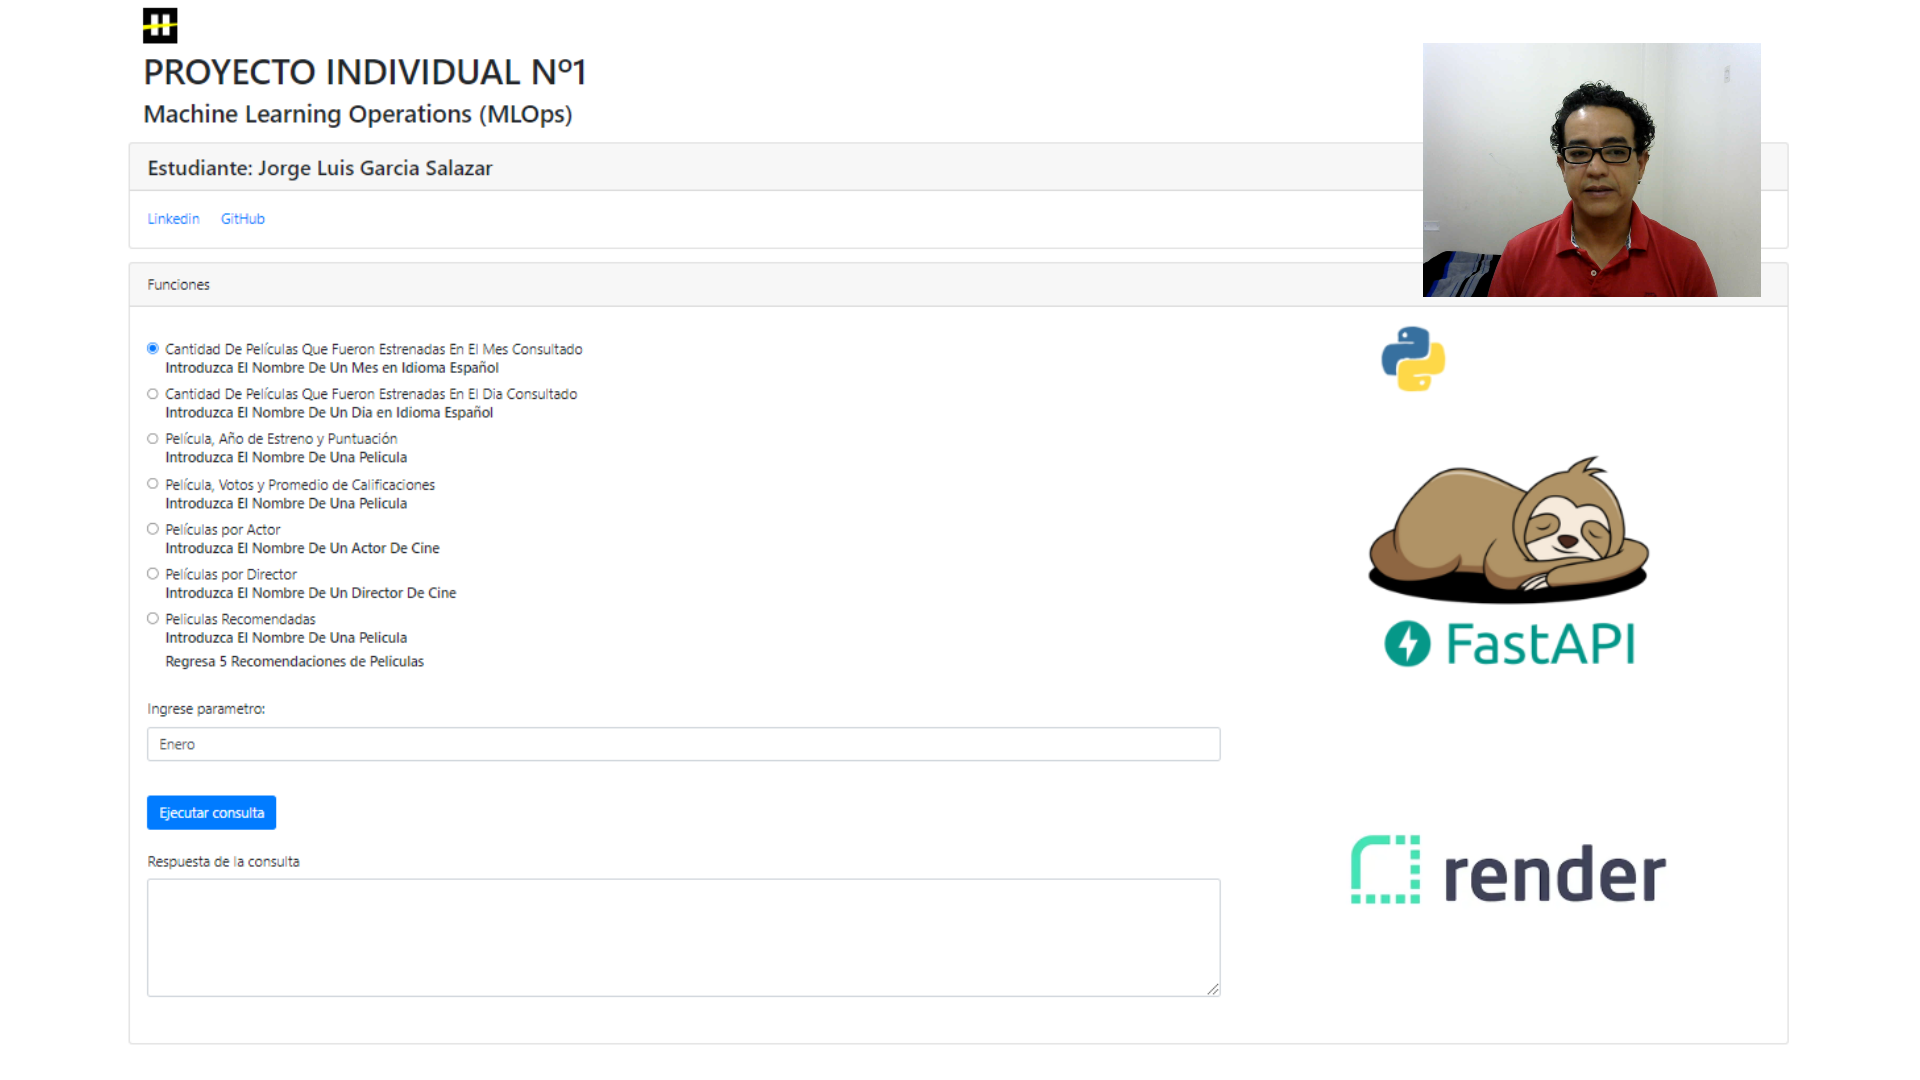 PROYECTO INDIVIDUAL Nº1
Machine Learning Operations (MLOps)
Estudiante: Jorge Luis Garcia Salazar
Linkedin GitHub
Funciones
Cantidad De Películas Que Fueron Estrenadas En El Mes Consultado
Introduzca El Nombre De Un Mes en Idioma Español
Cantidad De Películas Que Fueron Estrenadas En El Dia Consultado
Introduzca El Nombre De Un Dia en Idioma Español
Película, Año de Estreno y Puntuación
Introduzca El Nombre De Una Pelicula
Película, Votos y Promedio de Calificaciones
Introduzca El Nombre De Una Pelicula
Películas por Actor
Introduzca El Nombre De Un Actor De Cine
Películas por Director
Introduzca El Nombre De Un Director De Cine
Peliculas Recomendadas
Introduzca El Nombre De Una Pelicula
Regresa 5 Recomendaciones de Peliculas
FastAPI
Ingrese parametro:
Enero
Ejecutar consulta
Respuesta de la consulta
render